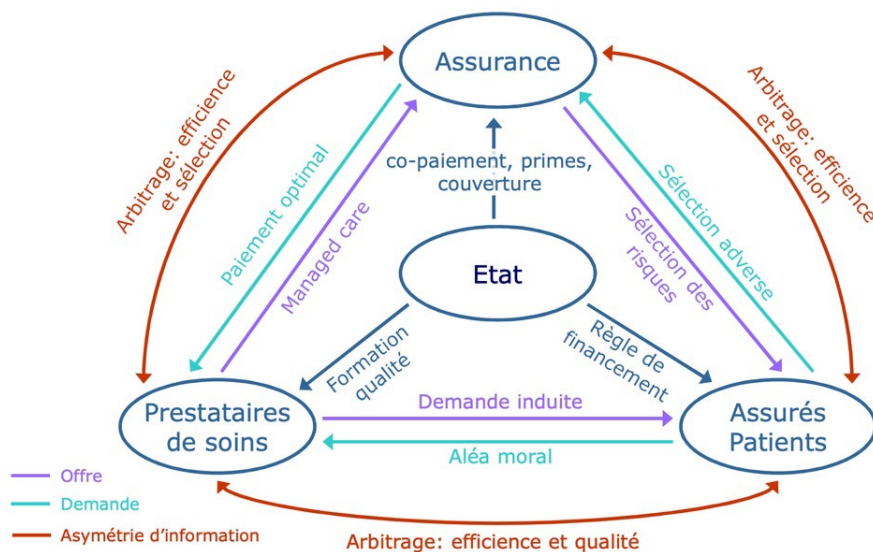 Assurance
Arbitrage: efficience
et sélection
Arbitrage: efficience
et sélection
co-paiement, primes,
couverture
Paiement optimal
Managed care
Sélection des
risques
Sélection adverse
Etat
Formation
qualité
Règle de
financement
Prestataires
de soins
Demande induite
Aléa moral
Assurés
Patients
Offre
Demande
Asymétrie d’information
Arbitrage: efficience et qualité